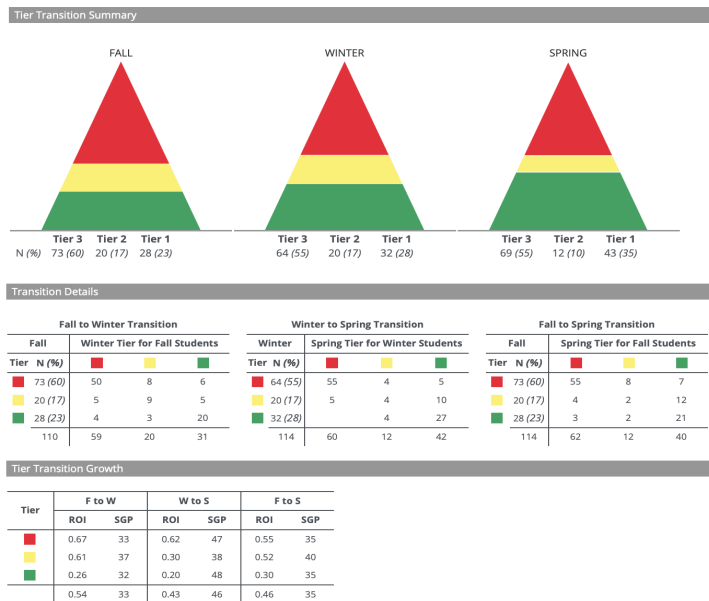 Tier Transition Summary
FALL WINTER SPRING
Tier 3 Tier 2 Tier 1 Tier 3 Tier 2 Tier 1 Tier 3 Tier 2 Tier 1
N (%) 73 (60) 20 (17) 28 (23) 64 (55) 20 (17) 32 (28) 69 (55) 12 (10) 43 (35)
Transition Details
Fall to Winter Transition Winter to Spring Transition Fall to Spring Transition
Fall Winter Tier for Fall Students Winter Spring Tier for Winter Students Fall Spring Tier for Fall Students
Tier N (%) Tier N (%) Tier N (%)
73 (60) 50 8 6 64 (55) 55 4 5 73 (60) 55 8 7
20 (17) 5 9 5 20 (17) 5 4 10 20 (17) 4 2 12
28 (23) 4 3 20 32 (28) 4 27 28 (23) 3 2 21
110 59 20 31 114 60 12 42 114 62 12 40
Tier Transition Growth
Tier F to W W to S F to S
ROI SGP ROI SGP ROI SGP
0.67 33 0.62 47 0.55 35
0.61 37 0.30 38 0.52 40
0.26 32 0.20 48 0.30 35
0.54 33 0.43 46 0.46 35